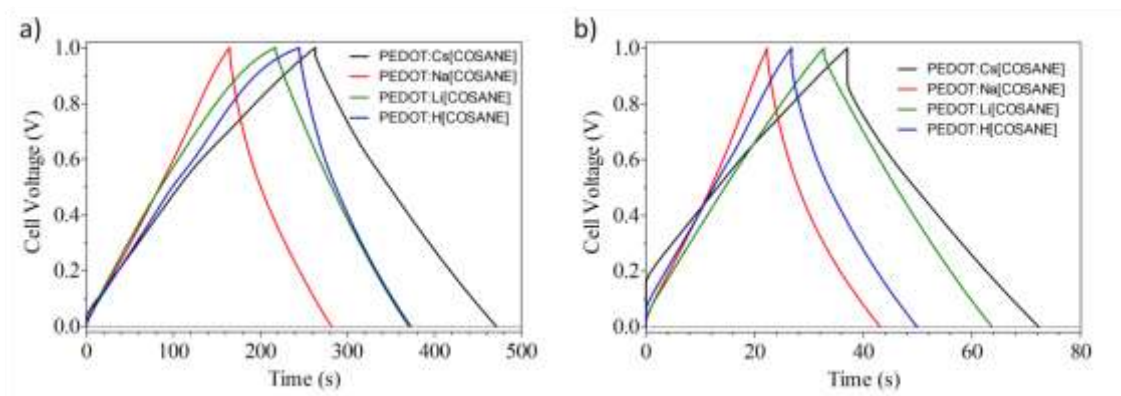 a)
1.0
0.8
0.6
0.4
0.2
0.0
Cell Voltage (V)
PEDOT:Cs[COSANE]
PEDOT:Na[COSANE]
PEDOT:Li[COSANE]
PEDOT:H[COSANE]
0 100 200 300 400 500
Time (s)
b)
1.0
0.8
0.6
0.4
0.2
0.0
Cell Voltage (V)
PEDOT:Cs[COSANE]
PEDOT:Na[COSANE]
PEDOT:Li[COSANE]
PEDOT:H[COSANE]
0 20 40 60 80
Time (s)